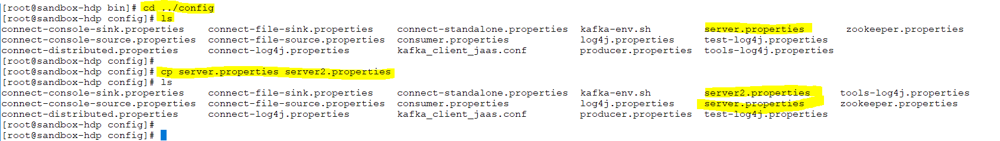 [root@sandbox-hdp bin]# cd ../config
[root@sandbox-hdp config]# ls
connect-console-sink.properties    connect-file-sink.properties    connect-standalone.properties  kafka-env.sh         server.properties       zookeeper.properties
connect-console-source.properties  connect-file-source.properties  consumer.properties            log4j.properties     test-log4j.properties
connect-distributed.properties     connect-log4j.properties        kafka_client_jaas.conf         producer.properties  tools-log4j.properties
[root@sandbox-hdp config]#
[root@sandbox-hdp config]# cp server.properties server2.properties
[root@sandbox-hdp config]# ls
connect-console-sink.properties    connect-file-sink.properties    connect-standalone.properties  kafka-env.sh         server2.properties     tools-log4j.properties
connect-console-source.properties  connect-file-source.properties  consumer.properties            log4j.properties     server.properties      zookeeper.properties
connect-distributed.properties     connect-log4j.properties        kafka_client_jaas.conf         producer.properties  test-log4j.properties
[root@sandbox-hdp config]#
[root@sandbox-hdp config]#